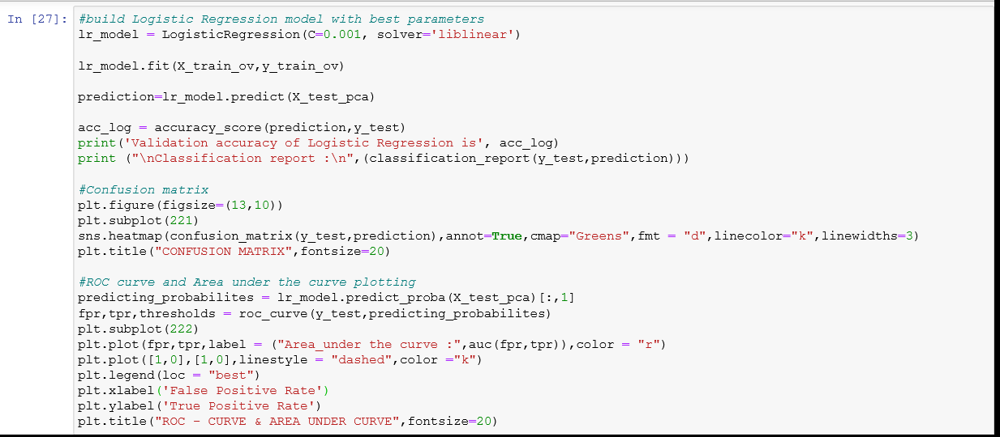 In [27]: #build Logistic Regression model with best parameters
lr_model = LogisticRegression(C=0.001, solver='liblinear')
lr_model.fit(X_train_ov,y_train_ov)
prediction=lr_model.predict(X_test_pca)
acc_log = accuracy_score(prediction,y_test)
print('Validation accuracy of Logistic Regression is', acc_log)
print ("\nClassification report :\n",(classification_report(y_test,prediction)))
#Confusion matrix
plt.figure(figsize=(13,10))
plt.subplot(221)
sns.heatmap(confusion_matrix(y_test,prediction),annot=True,cmap="Greens",fmt = "d",linecolor="k",linewidths=3)
plt.title("CONFUSION MATRIX",fontsize=20)
#ROC curve and Area under the curve plotting
predicting_probabilites = lr_model.predict_proba(X_test_pca)[:,1]
fpr,tpr,thresholds = roc_curve(y_test,predicting_probabilites)
plt.subplot(222)
plt.plot(fpr,tpr,label = ("Area_under the curve :",auc(fpr,tpr)),color = "r")
plt.plot([1,0],[1,0],linestyle = "dashed",color ="k")
plt.legend(loc = "best")
plt.xlabel('False Positive Rate')
plt.ylabel('True Positive Rate')
plt.title("ROC - CURVE & AREA UNDER CURVE",fontsize=20)